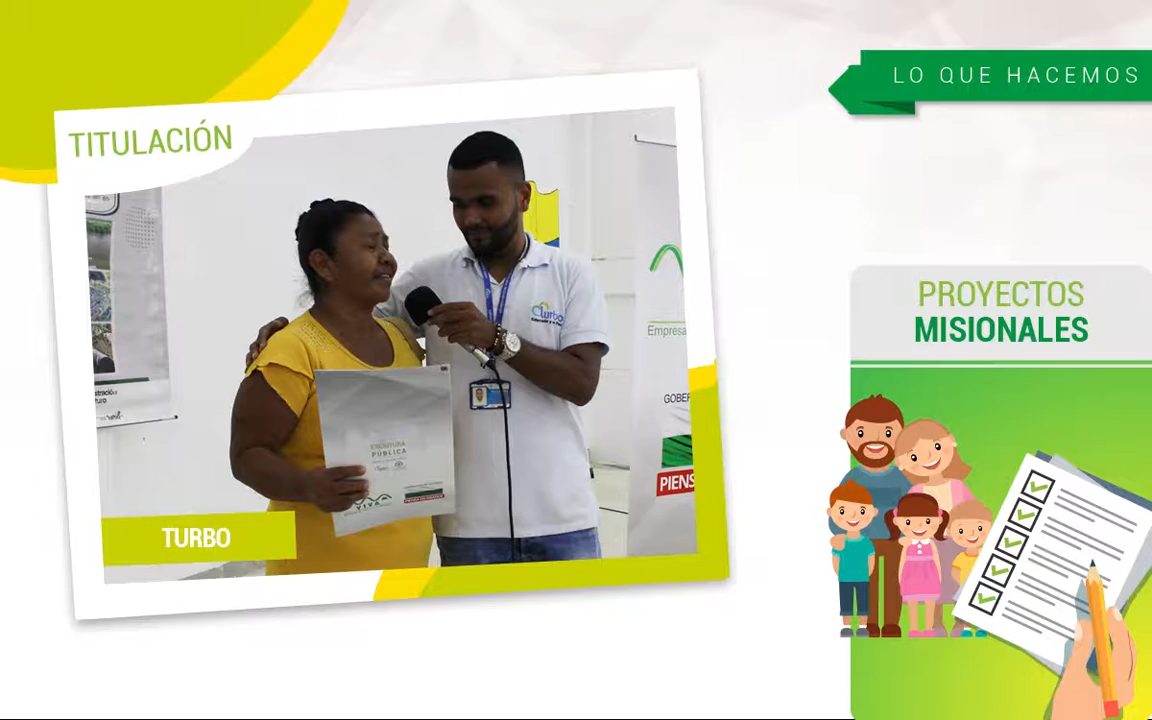 LO QUE HACEMOS
TITULACIÓN
PROYECTOS
MISIONALES
Turbo
Empresa
GOBER
PIENS
ESCRITURA
PÚBLICA
VIVA
TURBO